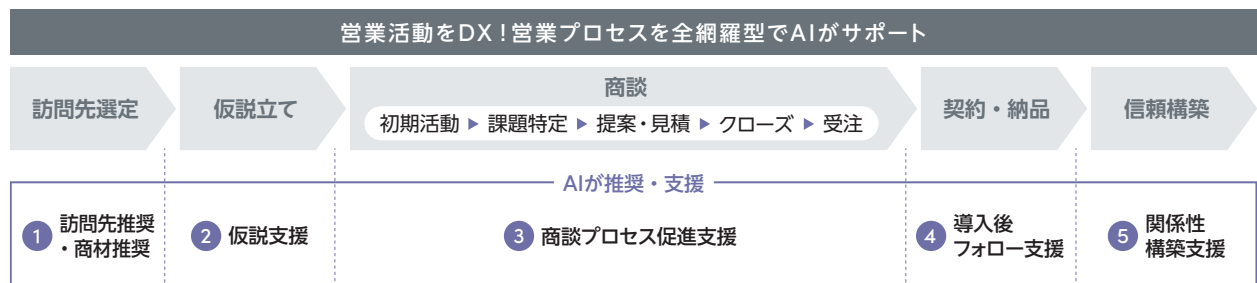 営業活動をDX！営業プロセスを全網羅型でAIがサポート
訪問先選定
仮説立て
商談
初期活動 ▶ 課題特定 ▶ 提案・見積 ▶ クローズ ▶ 受注
契約・納品
信頼構築
AIが推奨・支援
1 訪問先推奨
・商材推奨
2 仮説支援
3 商談プロセス促進支援
4 導入後
フォロー支援
5 関係性
構築支援